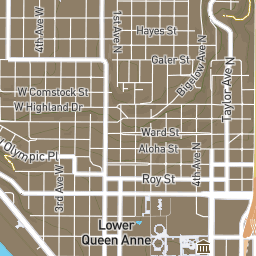 4th Ave W
1st Ave N
Hayes St
Galer St
Bigelow Ave N
Taylor Ave N
W Comstock St
W Highland Dr
Ward St
Olympic Pl
Aloha St
3rd Ave W
Roy St
4th Ave N
Lower
Queen Anne